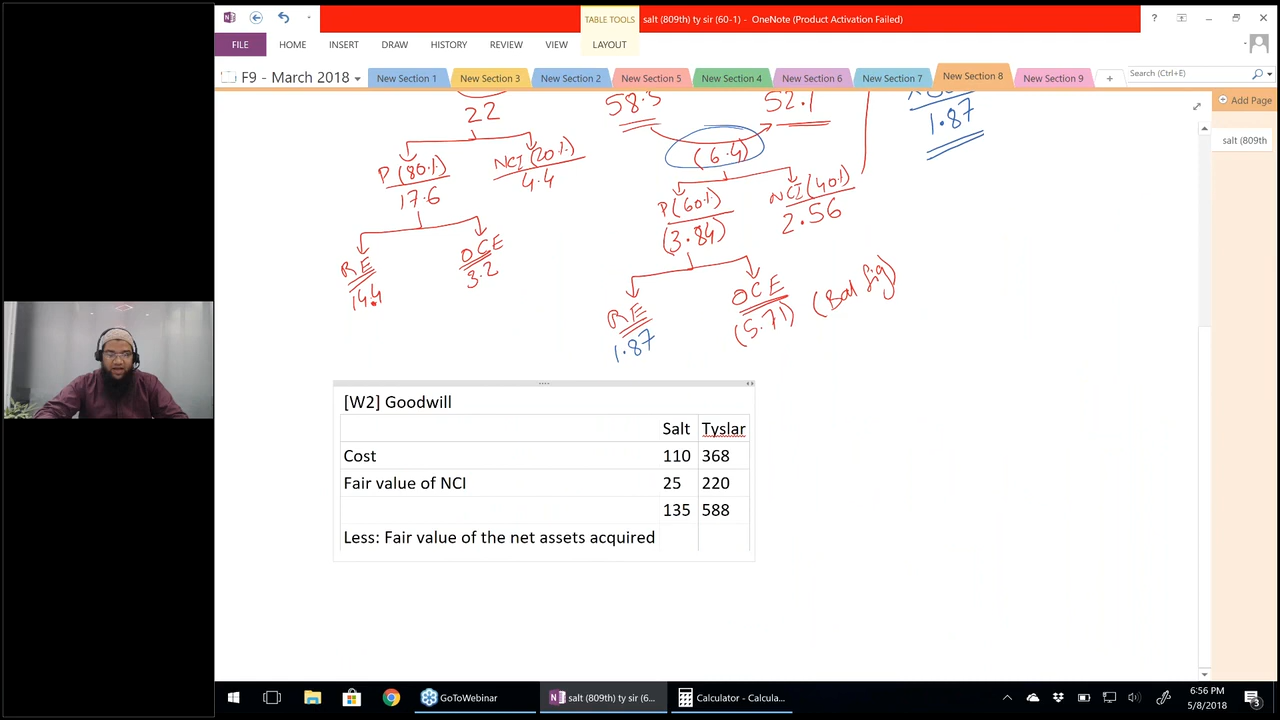 salt (809th) ty sir (60-1) - OneNote (Product Activation Failed)
TABLE TOOLS
FILE HOME INSERT DRAW HISTORY REVIEW VIEW LAYOUT
F9 - March 2018
New Section 1 New Section 3 New Section 2 New Section 5 New Section 4 New Section 6 New Section 7 New Section 8 New Section 9
Search (Ctrl+E)
Add Page
salt (809th)
22
58.5 52.1
1.87
(6.4)
P (80%) NCI (20%)
17.6 4.4
P (60%) NCI (40%)
(3.84) 2.56
RE OCE
14.4 3.2
RE OCE (Bal fig)
1.87 (5.71)
[W2] Goodwill
Salt Tyslar
Cost 110 368
Fair value of NCI 25 220
135 588
Less: Fair value of the net assets acquired
GoToWebinar
salt (809th) ty sir (6...
Calculator - Calcula...
6:56 PM
5/8/2018
3